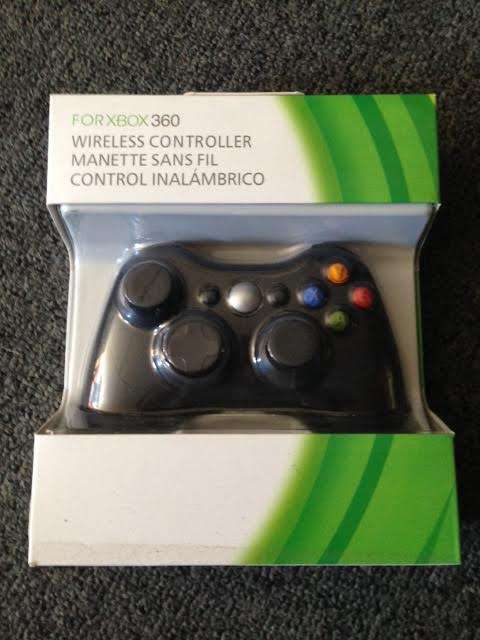 FOR XBOX 360
WIRELESS CONTROLLER
MANETTE SANS FIL
CONTROL INALÁMBRICO